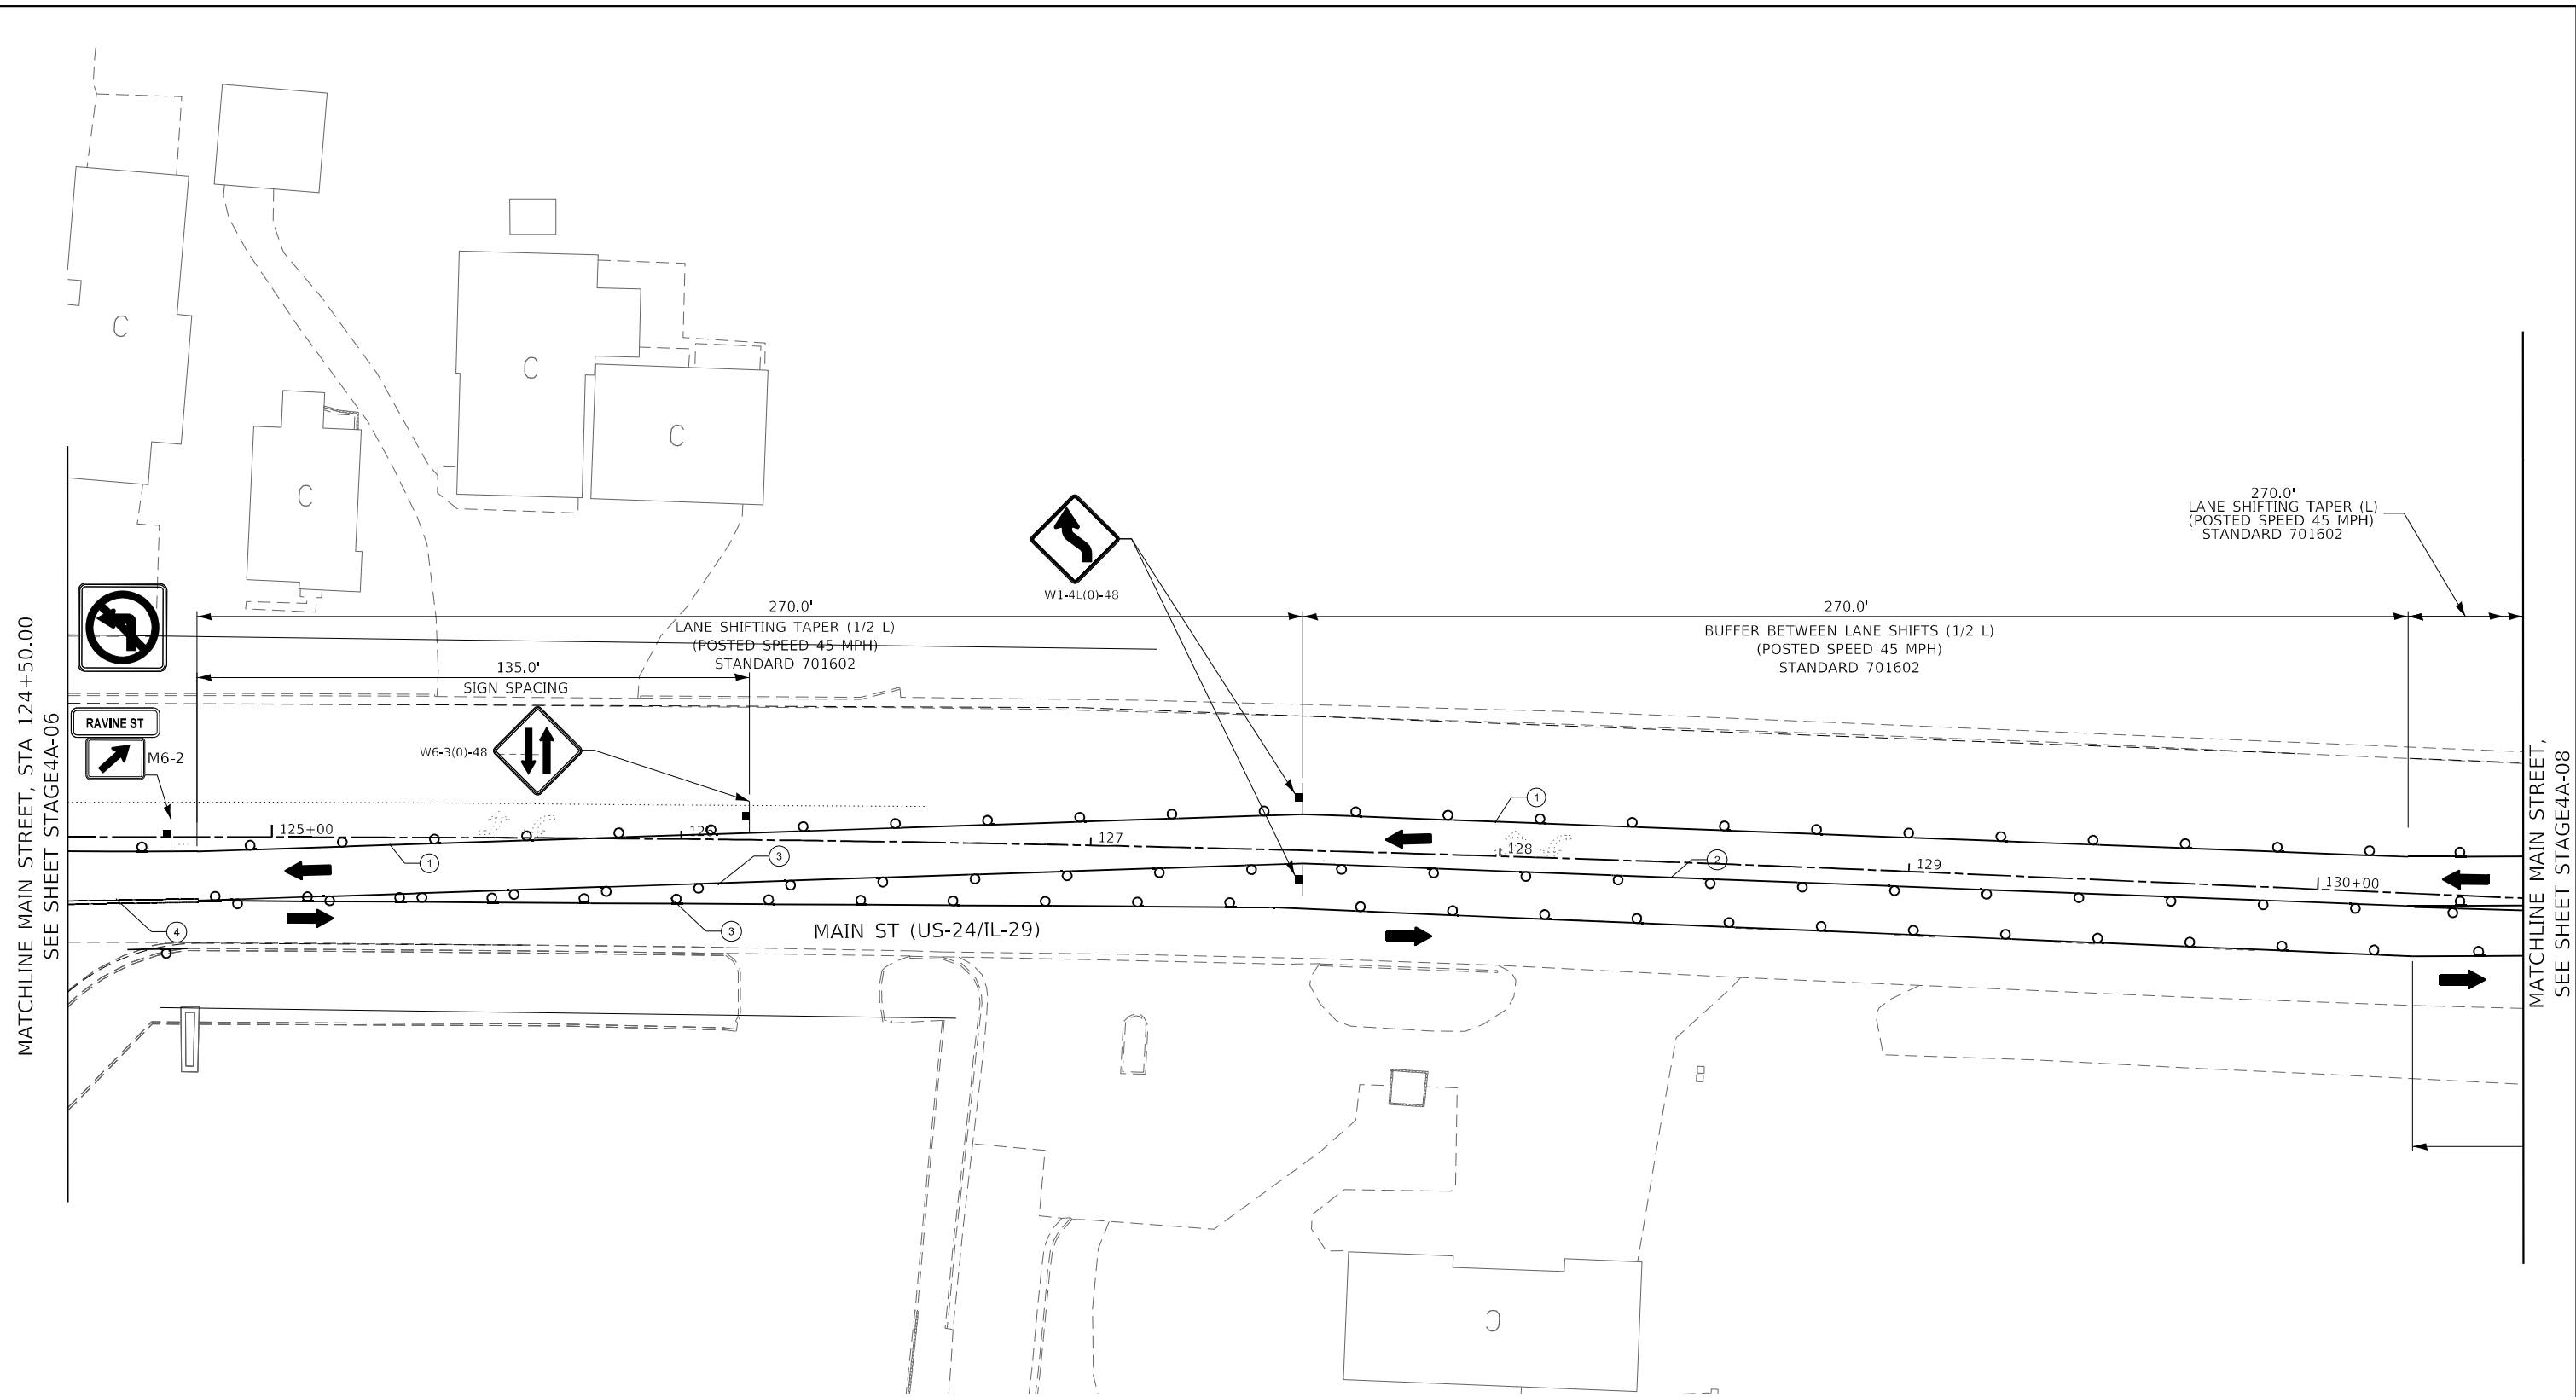 MATCHLINE MAIN STREET, STA 124+50.00
SEE SHEET STAGE4A-06
RAVINE ST
M6-2
270.0'
LANE SHIFTING TAPER (1/2 L)
(POSTED SPEED 45 MPH)
STANDARD 701602
135.0'
SIGN SPACING
W6-3(0)-48
W1-4L(0)-48
270.0'
BUFFER BETWEEN LANE SHIFTS (1/2 L)
(POSTED SPEED 45 MPH)
STANDARD 701602
270.0'
LANE SHIFTING TAPER (L)
(POSTED SPEED 45 MPH)
STANDARD 701602
C
C
C
C
C
125+00
126
127
128
129
130+00
1
3
1
2
4
3
MAIN ST (US-24/IL-29)
MATCHLINE MAIN STREET,
SEE SHEET STAGE4A-08